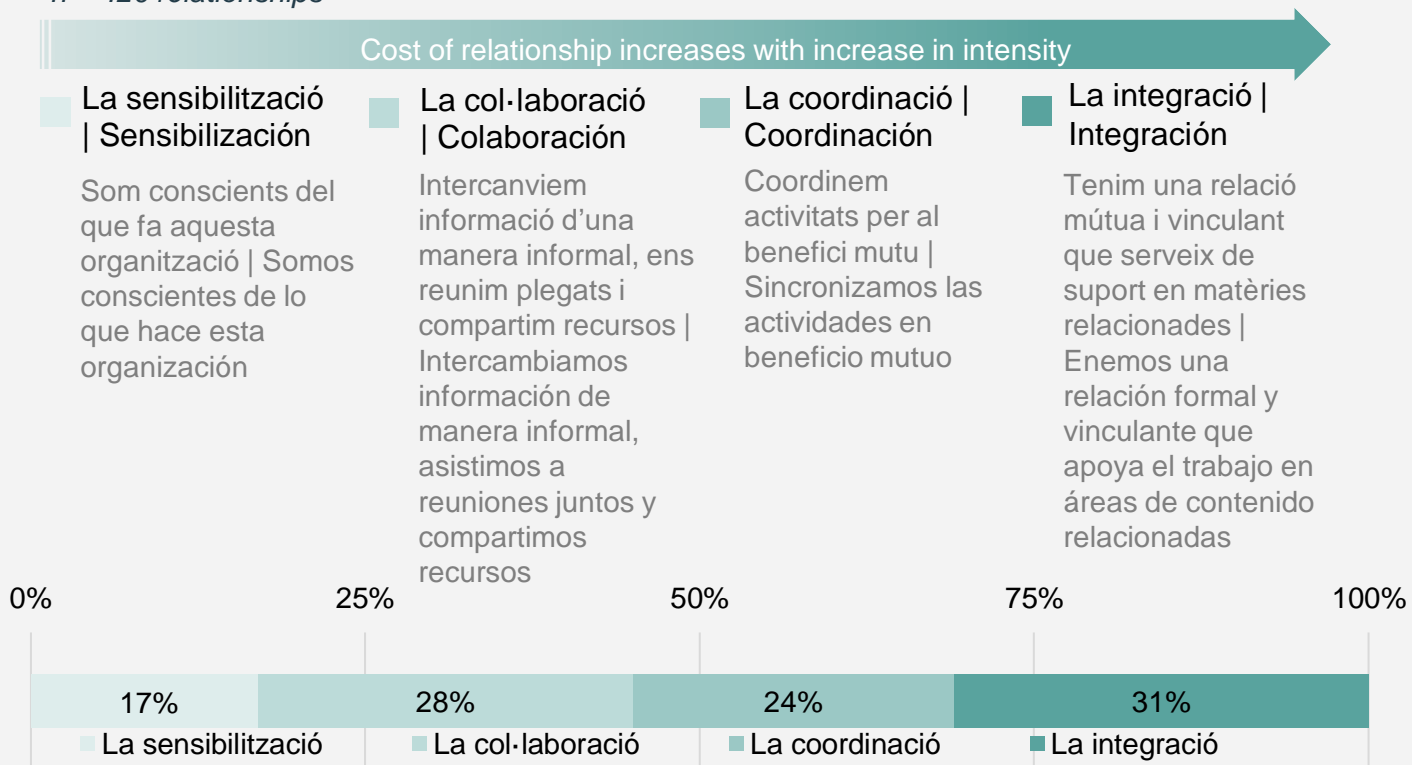 relationships
Cost of relationship increases with increase in intensity
La sensibilització
| Sensibilización
Som conscients del
que fa aquesta
organització | Somos
conscientes de lo
que hace esta
organización
La col·laboració
| Colaboración
Intercanviem
informació d’una
manera informal, ens
reunim plegats i
compartim recursos |
Intercambiamos
información de
manera informal,
asistimos a
reuniones juntos y
compartimos
recursos
La coordinació |
Coordinación
Coordinem
activitats per al
benefici mutu |
Sincronizamos las
actividades en
beneficio mutuo
La integració |
Integración
Tenim una relació
mútua i vinculant
que serveix de
suport en matèries
relacionades |
Enemos una
relación formal y
vinculante que
apoya el trabajo en
áreas de contenido
relacionadas
0% 25% 50% 75% 100%
17% 28% 24% 31%
La sensibilització La col·laboració La coordinació La integració